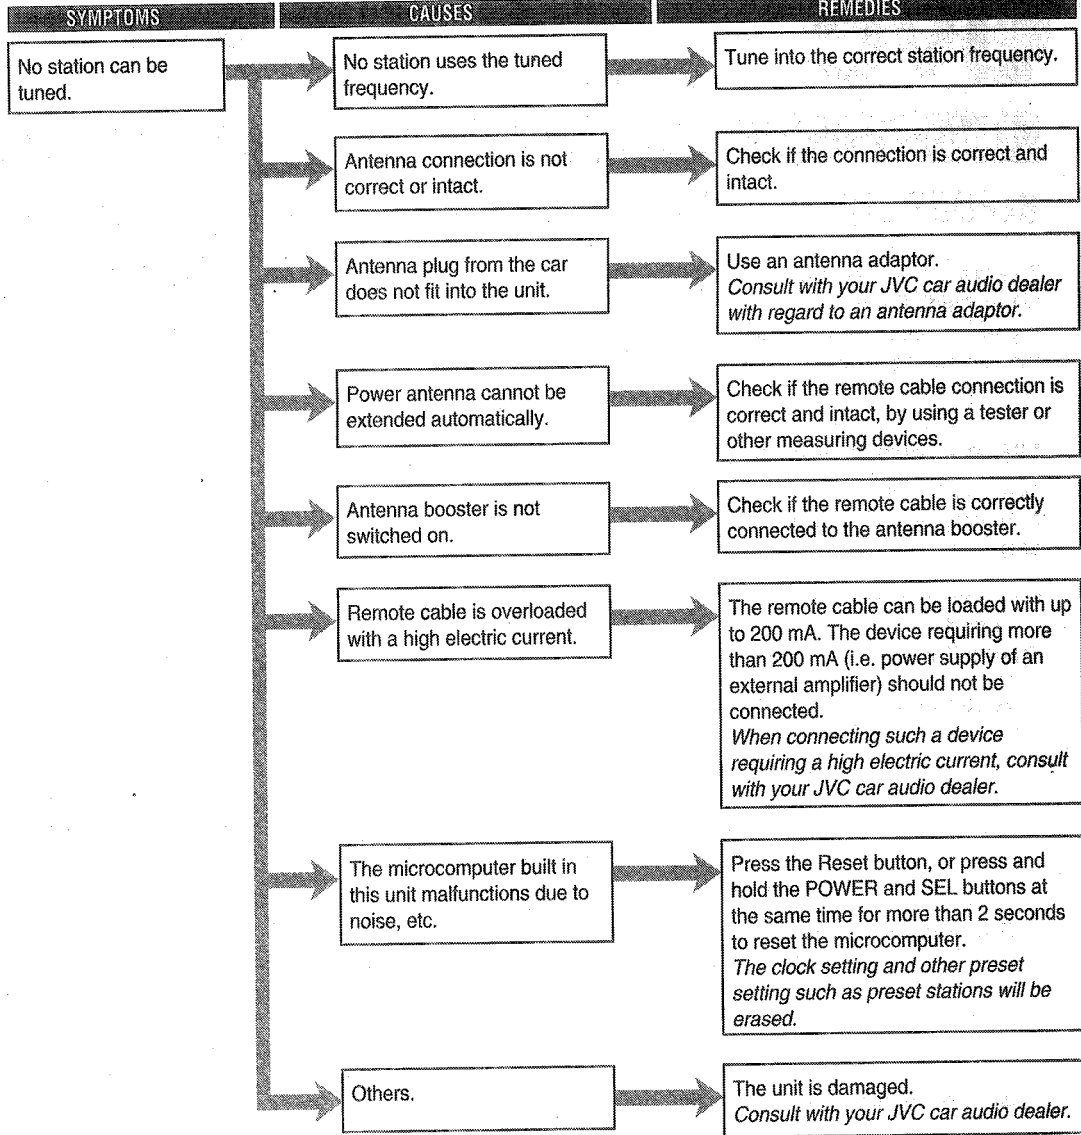 SYMPTOMS
CAUSES
REMEDIES
No station can be
tuned.
No station uses the tuned
frequency.
Tune into the correct station frequency.
Antenna connection is not
correct or intact.
Check if the connection is correct and
intact.
Antenna plug from the car
does not fit into the unit.
Use an antenna adaptor.
Consult with your JVC car audio dealer
with regard to an antenna adaptor.
Power antenna cannot be
extended automatically.
Check if the remote cable connection is
correct and intact, by using a tester or
other measuring devices.
Antenna booster is not
switched on.
Check if the remote cable is correctly
connected to the antenna booster.
Remote cable is overloaded
with a high electric current.
The remote cable can be loaded with up
to 200 mA. The device requiring more
than 200 mA (i.e. power supply of an
external amplifier) should not be
connected.
When connecting such a device
requiring a high electric current, consult
with your JVC car audio dealer.
The microcomputer built in
this unit malfunctions due to
noise, etc.
Press the Reset button, or press and
hold the POWER and SEL buttons at
the same time for more than 2 seconds
to reset the microcomputer.
The clock setting and other preset
setting such as preset stations will be
erased.
Others.
The unit is damaged.
Consult with your JVC car audio dealer.